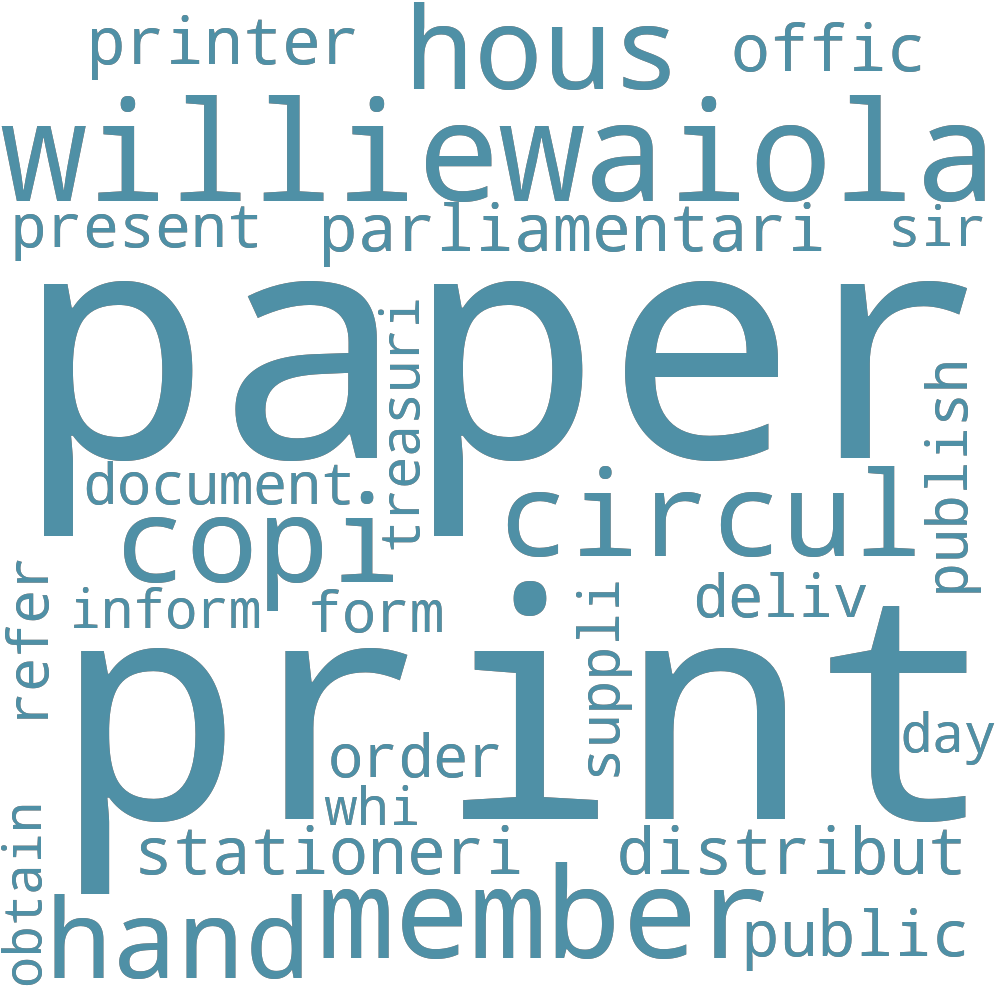 printer hous offic
williewaiola
present parliamentari sir
paper
treasuri
publish
document
copi circul
refer
inform form suppli deliv
print
order day
whi
obtain
stationeri distribut
hand member public